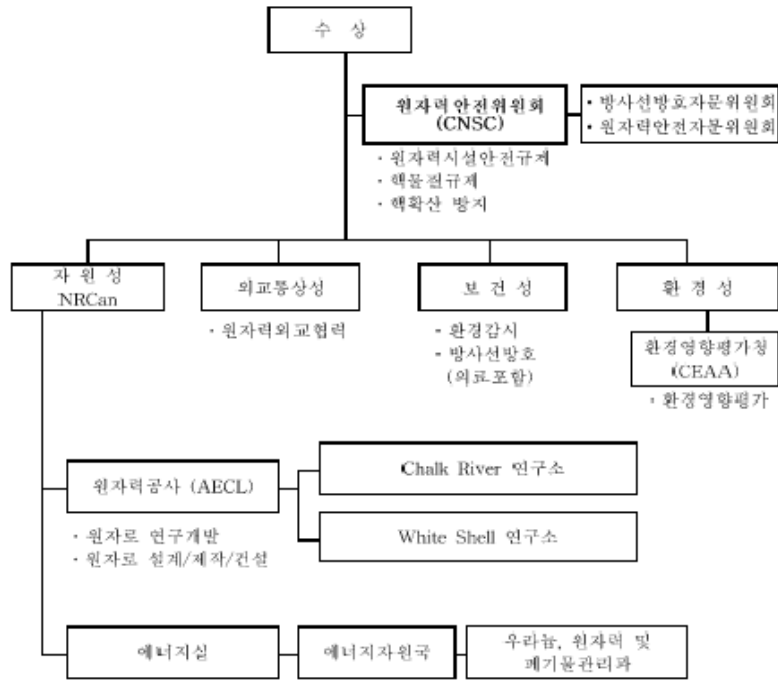 수 상
원자력안전위원회
(CNSC)
• 방사선방호자문위원회
• 원자력안전자문위원회
· 원자력시설안전규제
· 핵물질규제
· 핵확산 방지
자 원 성
NRCan
외교통상성
보 건 성
환 경 성
· 원자력외교협력
· 환경감시
· 방사선방호
(의료포함)
환경영향평가청
(CEAA)
· 환경영향평가
원자력공사 (AECL)
Chalk River 연구소
· 원자로 연구개발
· 원자로 설계/제작/건설
White Shell 연구소
에너지실
에너지자원국
우라늄, 원자력 및
폐기물관리과